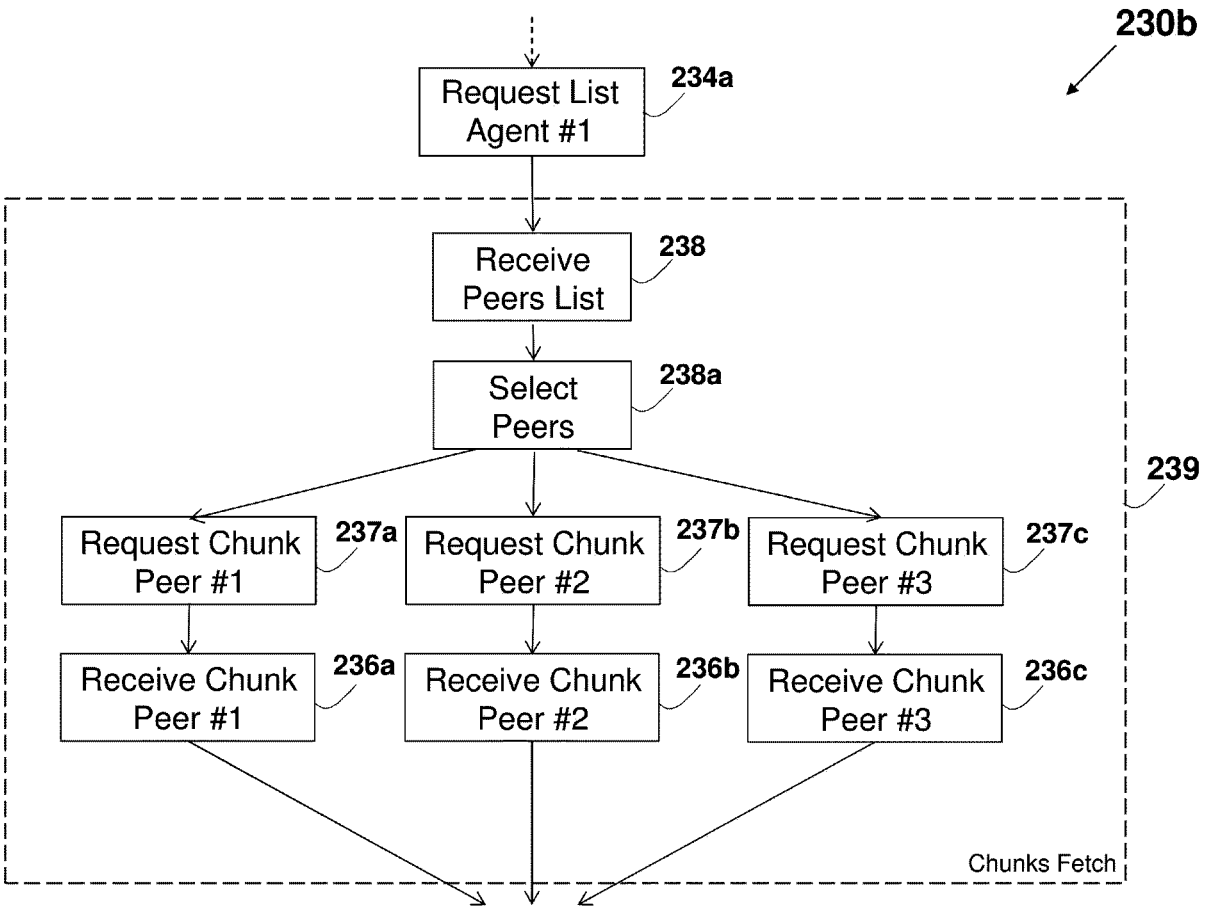 230b
234a
Request List
Agent #1
238
Receive
Peers List
238a
Select
Peers
239
237a
Request Chunk
Peer #1
237b
Request Chunk
Peer #2
237c
Request Chunk
Peer #3
236a
Receive Chunk
Peer #1
236b
Receive Chunk
Peer #2
236c
Receive Chunk
Peer #3
Chunks Fetch